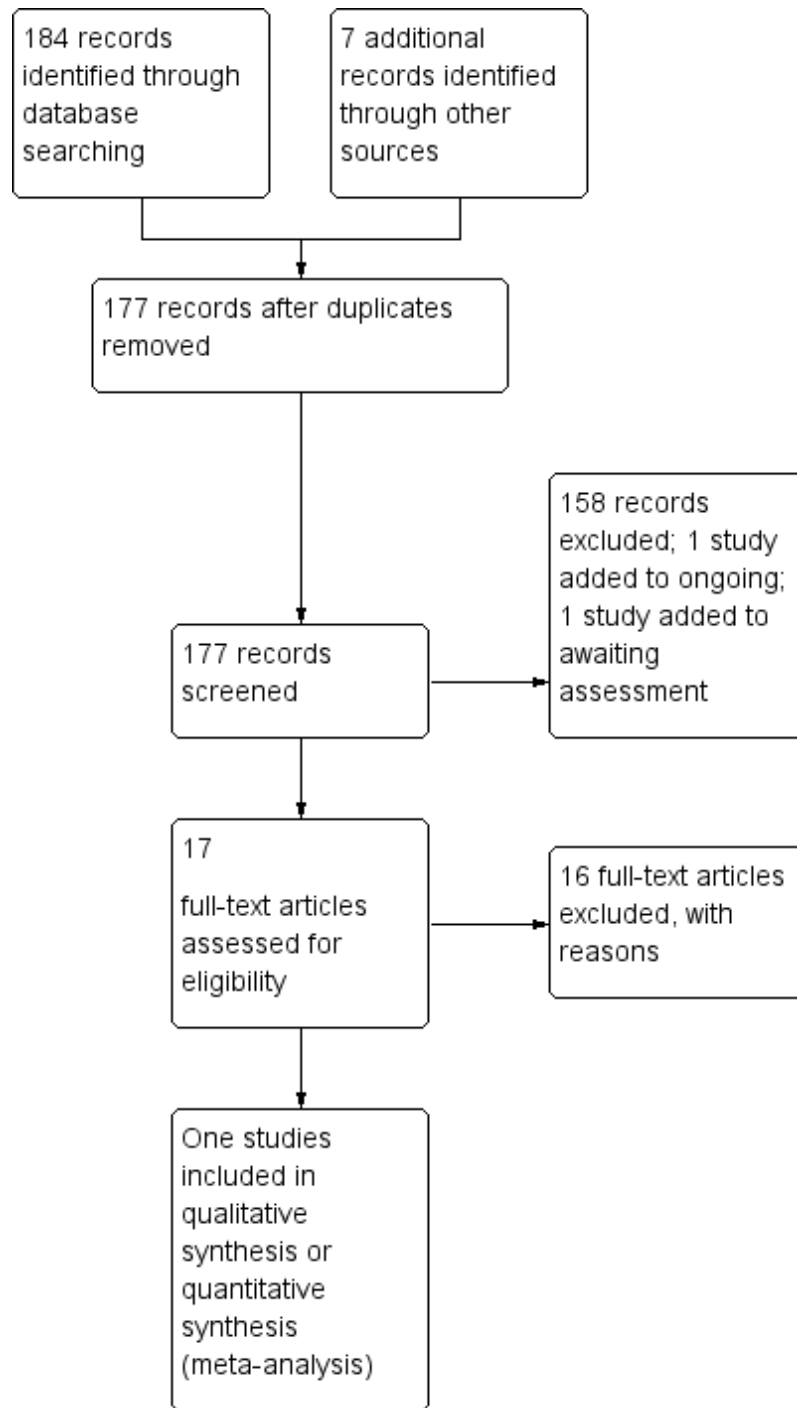 184 records
identified through
database
searching
7 additional
records identified
through other
sources
177 records after duplicates
removed
158 records
excluded; 1 study
added to ongoing;
1 study added to
awaiting
assessment
177 records
screened
17
full-text articles
assessed for
eligibility
16 full-text articles
excluded, with
reasons
One studies
included in
qualitative
synthesis or
quantitative
synthesis
(meta-analysis)